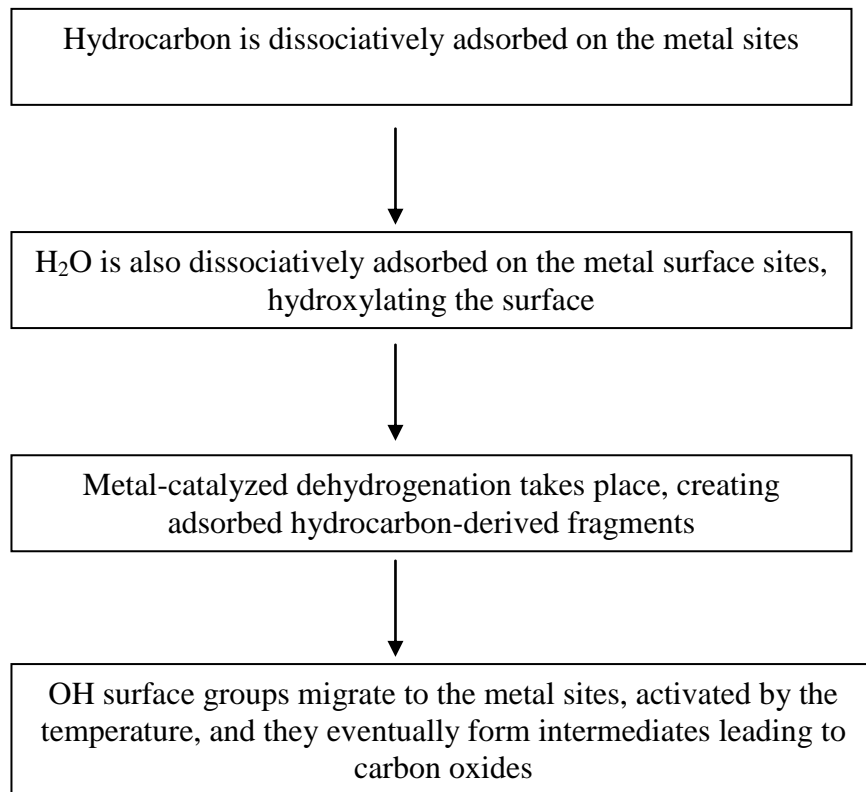 Hydrocarbon is dissociatively adsorbed on the metal sites
H₂O is also dissociatively adsorbed on the metal surface sites,
hydroxylating the surface
Metal-catalyzed dehydrogenation takes place, creating
adsorbed hydrocarbon-derived fragments
OH surface groups migrate to the metal sites, activated by the
temperature, and they eventually form intermediates leading to
carbon oxides